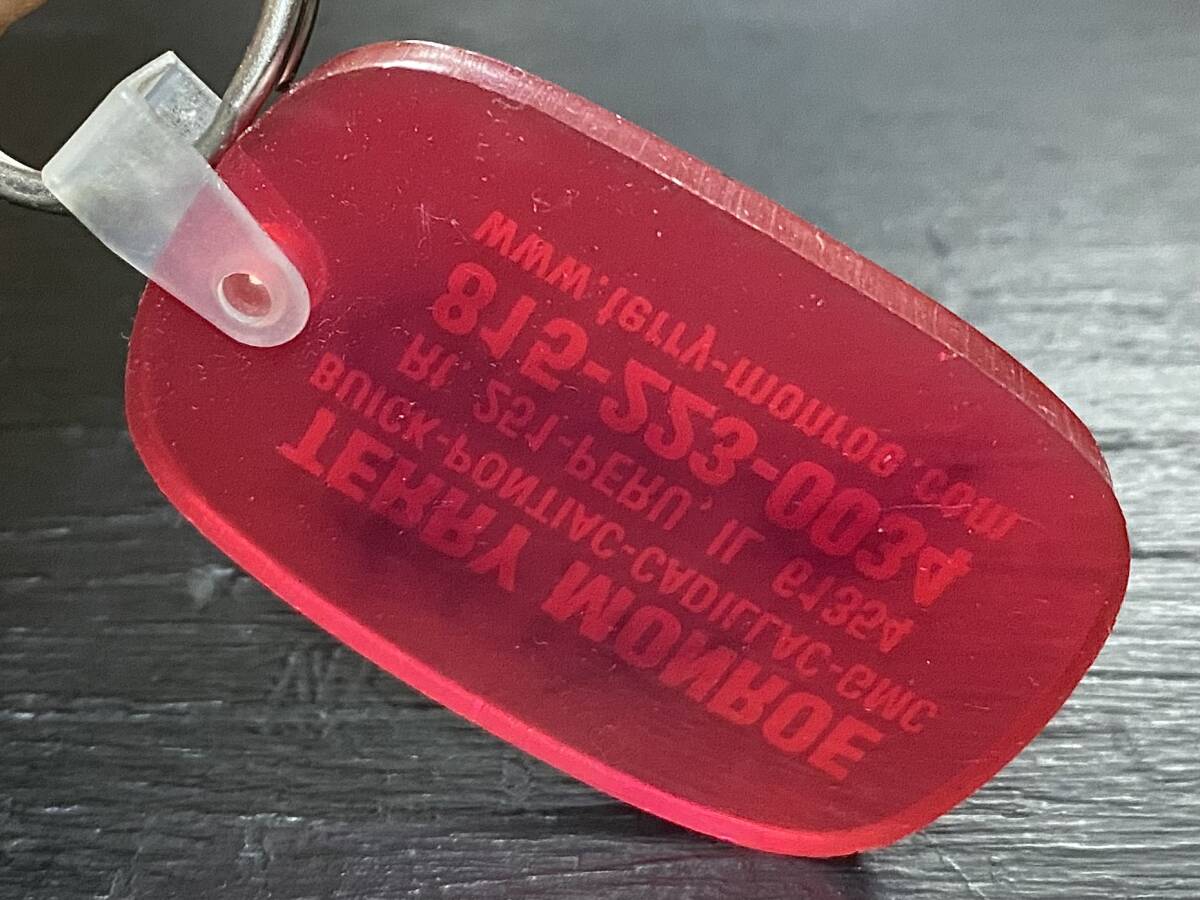 TERRY MONROE
BUICK-PONTIAC-CADILLAC-GMC
Rt. 251-PERU, IL 61354
815-223-0034
www.terry-monroe.com